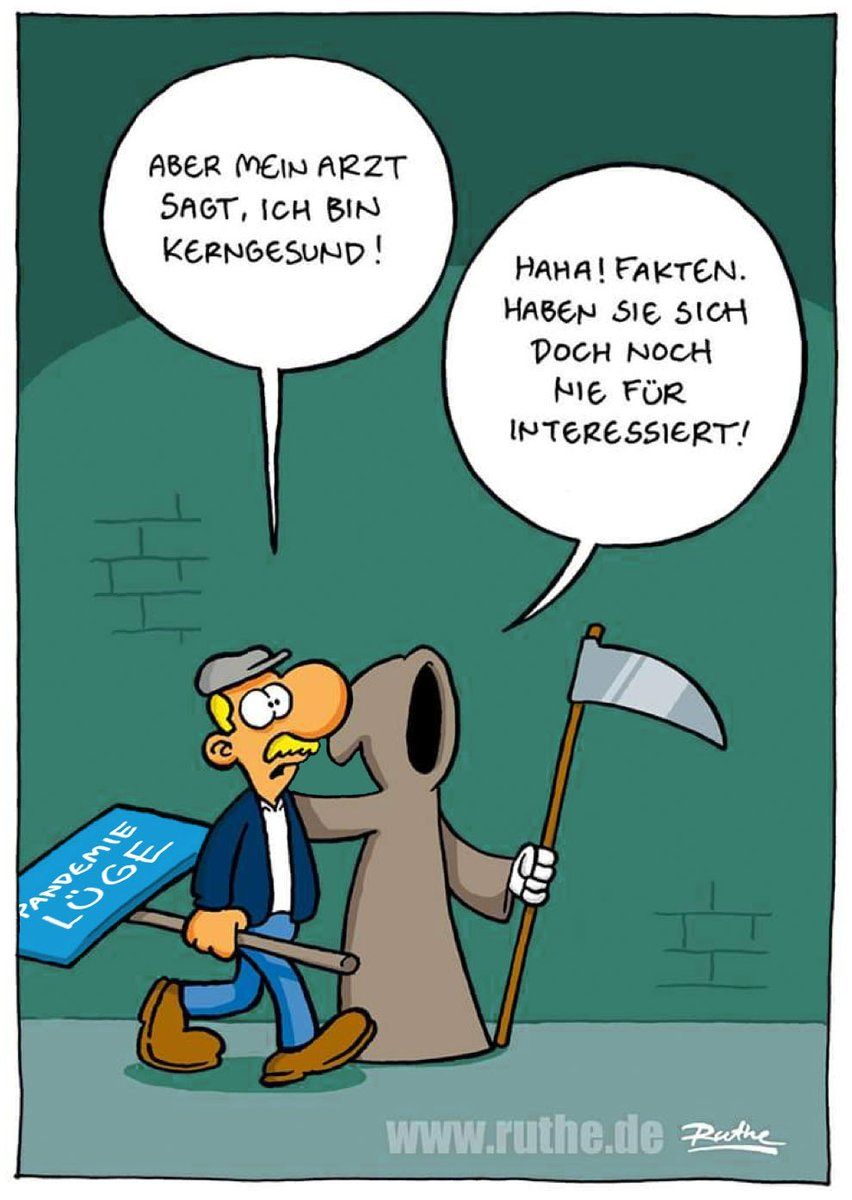 ABER MEIN ARZT
SAGT, ICH BIN
KERNGESUND!
HAHA! FAKTEN.
HABEN SIE SICH
DOCH NOCH
NIE FÜR
INTERESSIERT!
PANDEMIE
LÜGE
www.ruthe.de
Ruthe